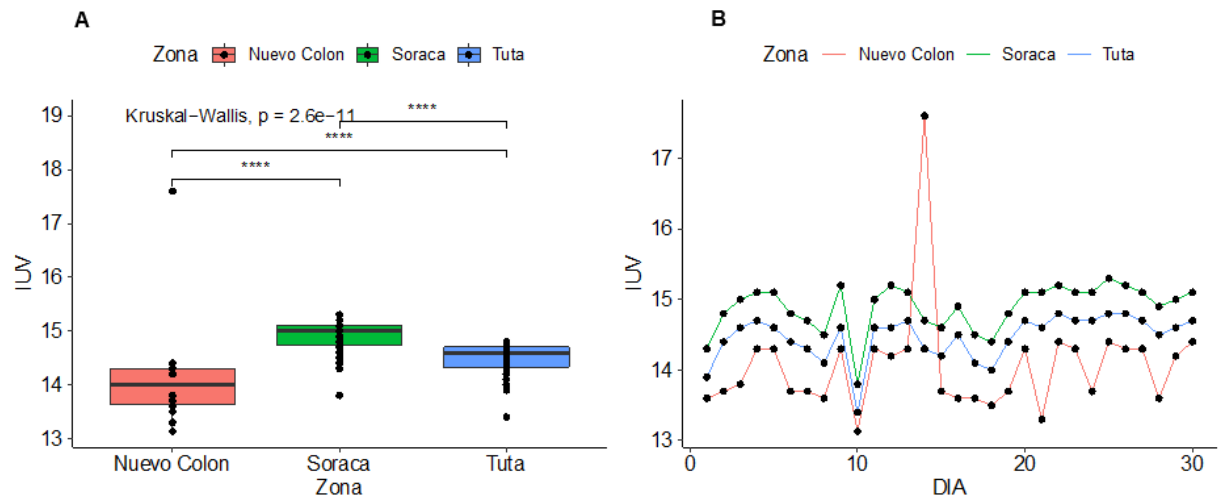 A
Zona Nuevo Colon Soraca Tuta
Kruskal−Wallis, p = 2.6e−11
****
****
****
19
18
17
16
15
14
13
IUV
Nuevo Colon Soraca Tuta
Zona
B
Zona Nuevo Colon Soraca Tuta
17
16
15
14
13
IUV
0 10 20 30
DIA